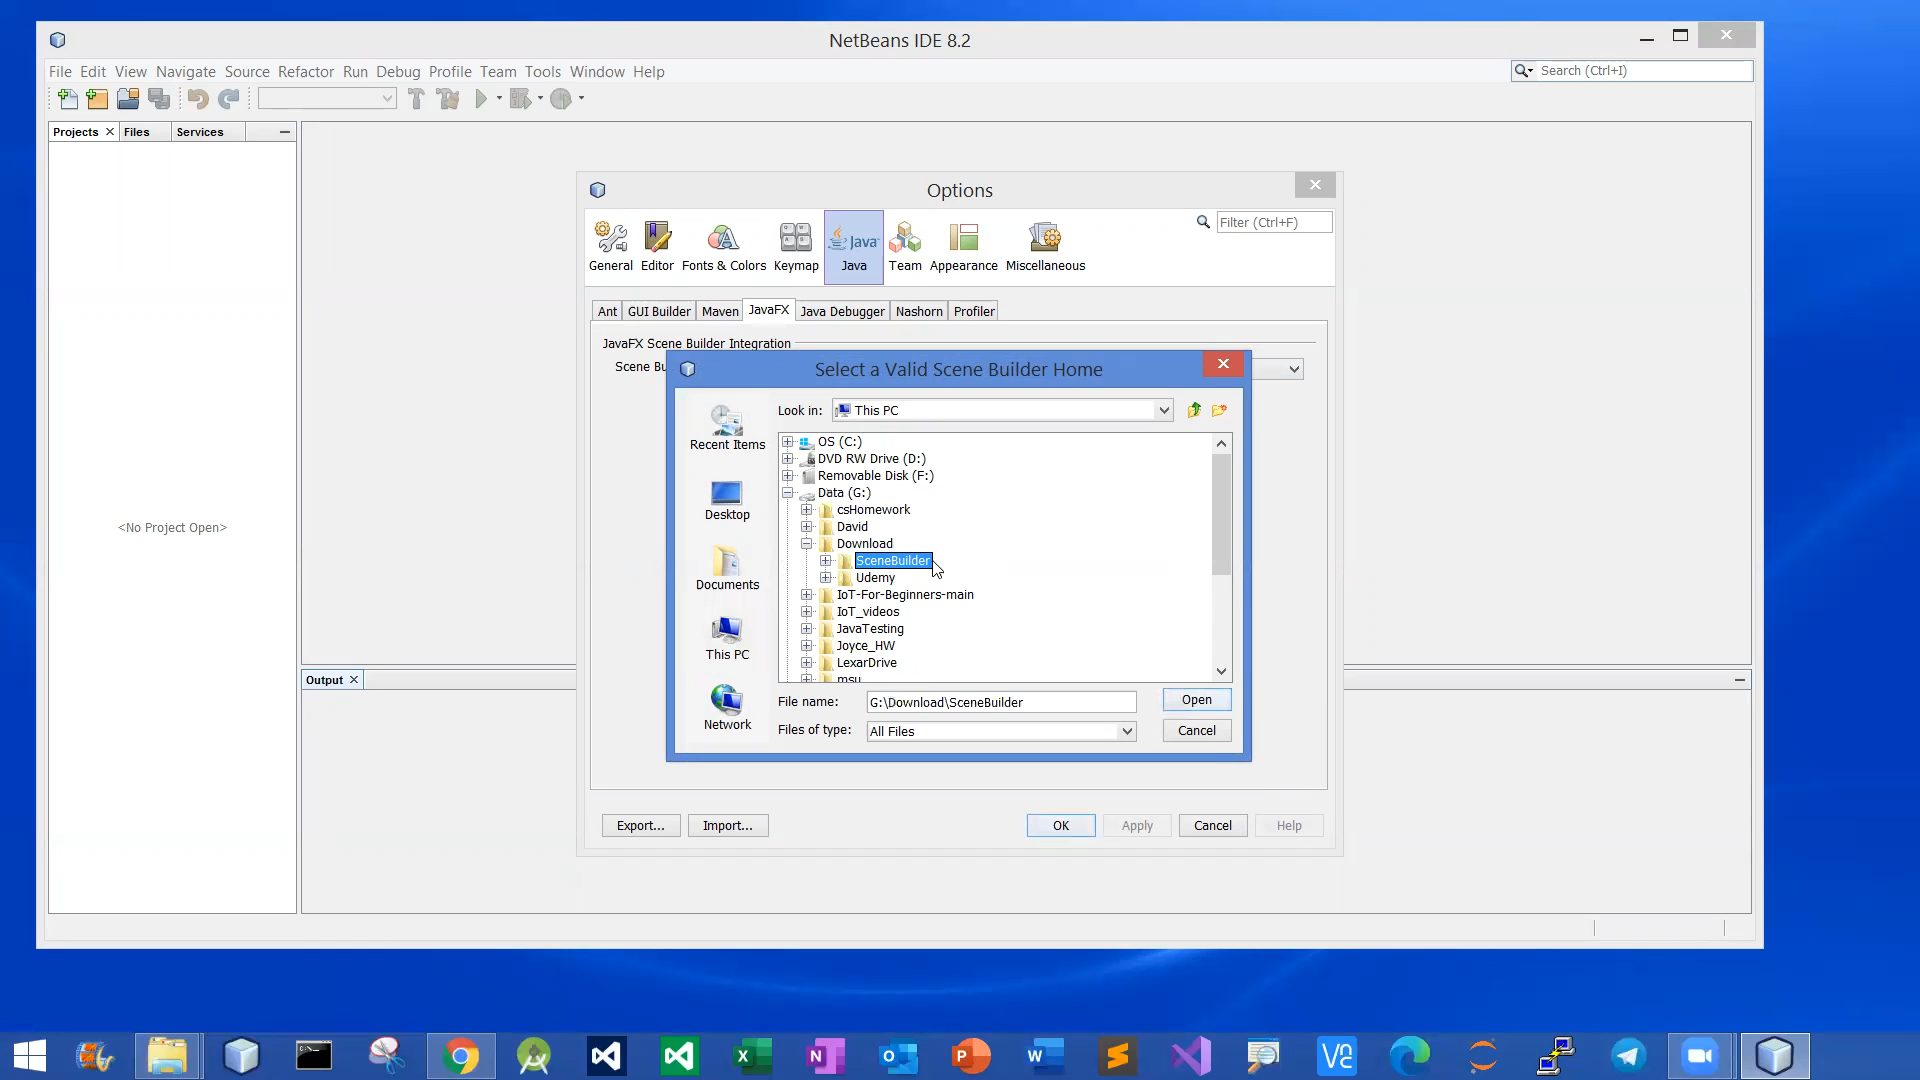 NetBeans IDE 8.2
File Edit View Navigate Source Refactor Run Debug Profile Team Tools Window Help
Search (Ctrl+I)
Projects Files Services
<No Project Open>
Output
Options
Filter (Ctrl+F)
Java
General Editor Fonts & Colors Keymap Java Team Appearance Miscellaneous
Ant GUI Builder Maven JavaFX Java Debugger Nashorn Profiler
JavaFX Scene Builder Integration
Scene Bu
Select a Valid Scene Builder Home
Look in: This PC
Recent Items
Desktop
Documents
This PC
Network
OS (C:)
DVD RW Drive (D:)
Removable Disk (F:)
Data (G:)
csHomework
David
Download
SceneBuilder
Udemy
IoT-For-Beginners-main
IoT_videos
JavaTesting
Joyce_HW
LexarDrive
msu
File name: G:\Download\SceneBuilder Open
Files of type: All Files Cancel
Export... Import... OK Apply Cancel Help